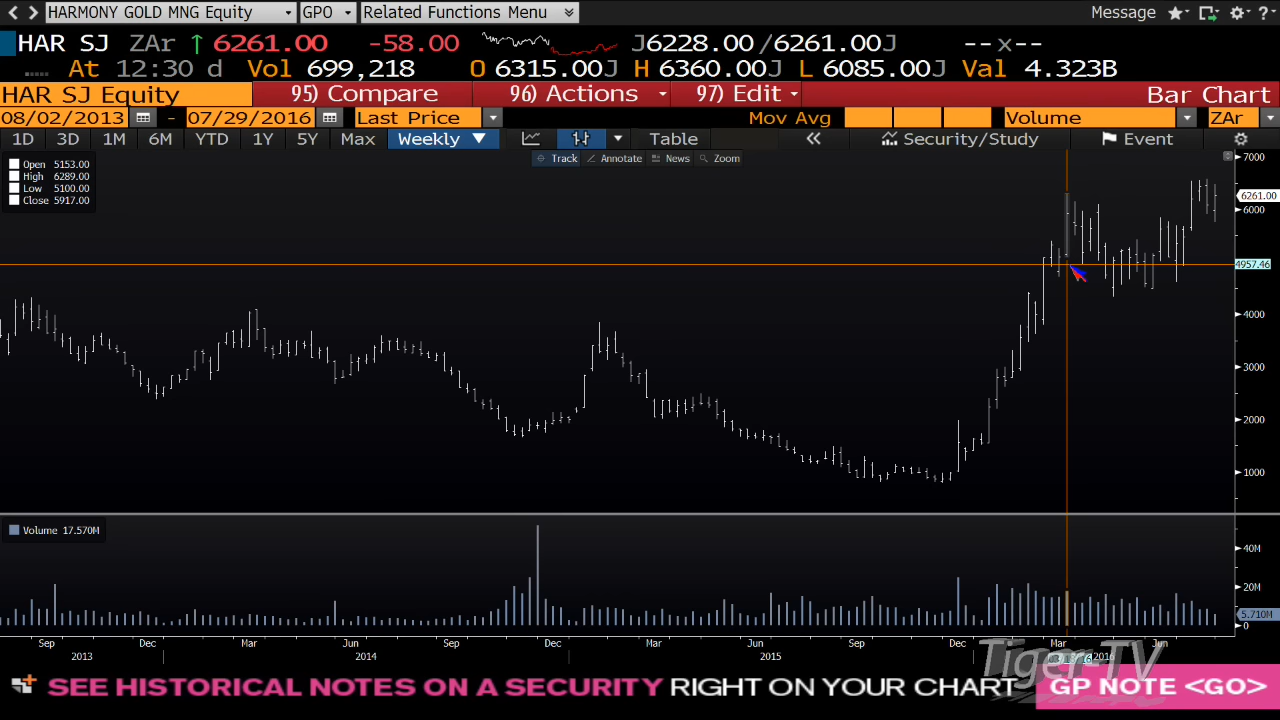 HARMONY GOLD MNG Equity GPO Related Functions Menu Message
HAR SJ ZAr ↑ 6261.00 -58.00 J6228.00/6261.00J --x--
At 12:30 d Vol 699,218 O 6315.00J H 6360.00J L 6085.00J Val 4.323B
HAR SJ Equity 95) Compare 96) Actions 97) Edit Bar Chart
08/02/2013 - 07/29/2016 Last Price Mov Avg Volume ZAr
1D 3D 1M 6M YTD 1Y 5Y Max Weekly ▼ Table « Security/Study Event
Track Annotate News Zoom
Open 5153.00
High 6289.00
Low 5100.00
Close 5917.00
7000
6261.00
6000
4957.46
4000
3000
2000
1000
Volume 17.570M
40M
20M
5.710M
0
Sep Dec Mar Jun Sep Dec Mar Jun Sep Dec Mar Jun
2013 2014 2015 2016
Tiger-TV
SEE HISTORICAL NOTES ON A SECURITY RIGHT ON YOUR CHART GP NOTE <GO>